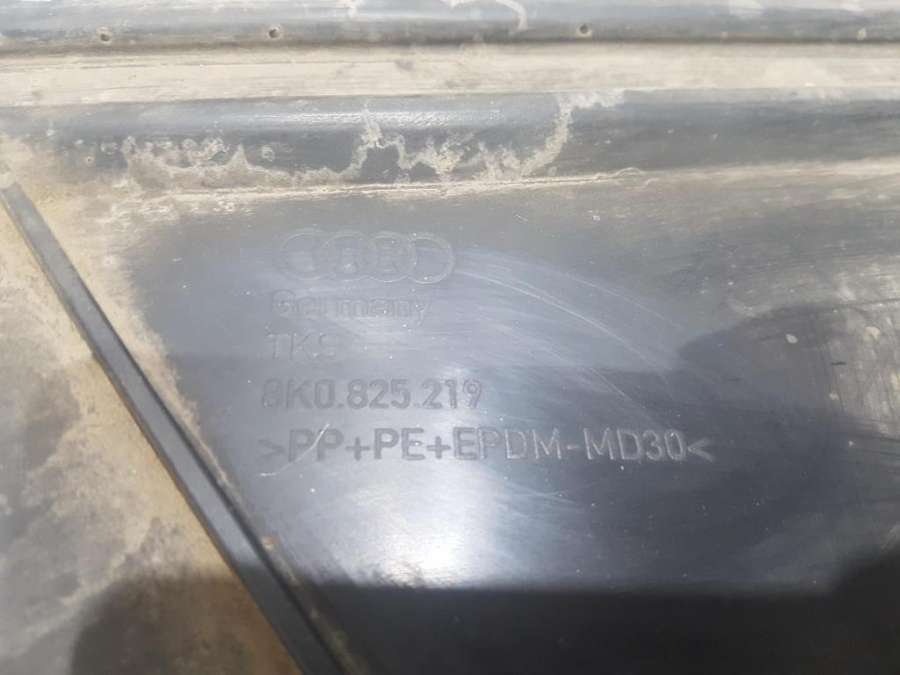 Germany
TKS
8K0.825.219
>PP+PE+EPDM-MD30<